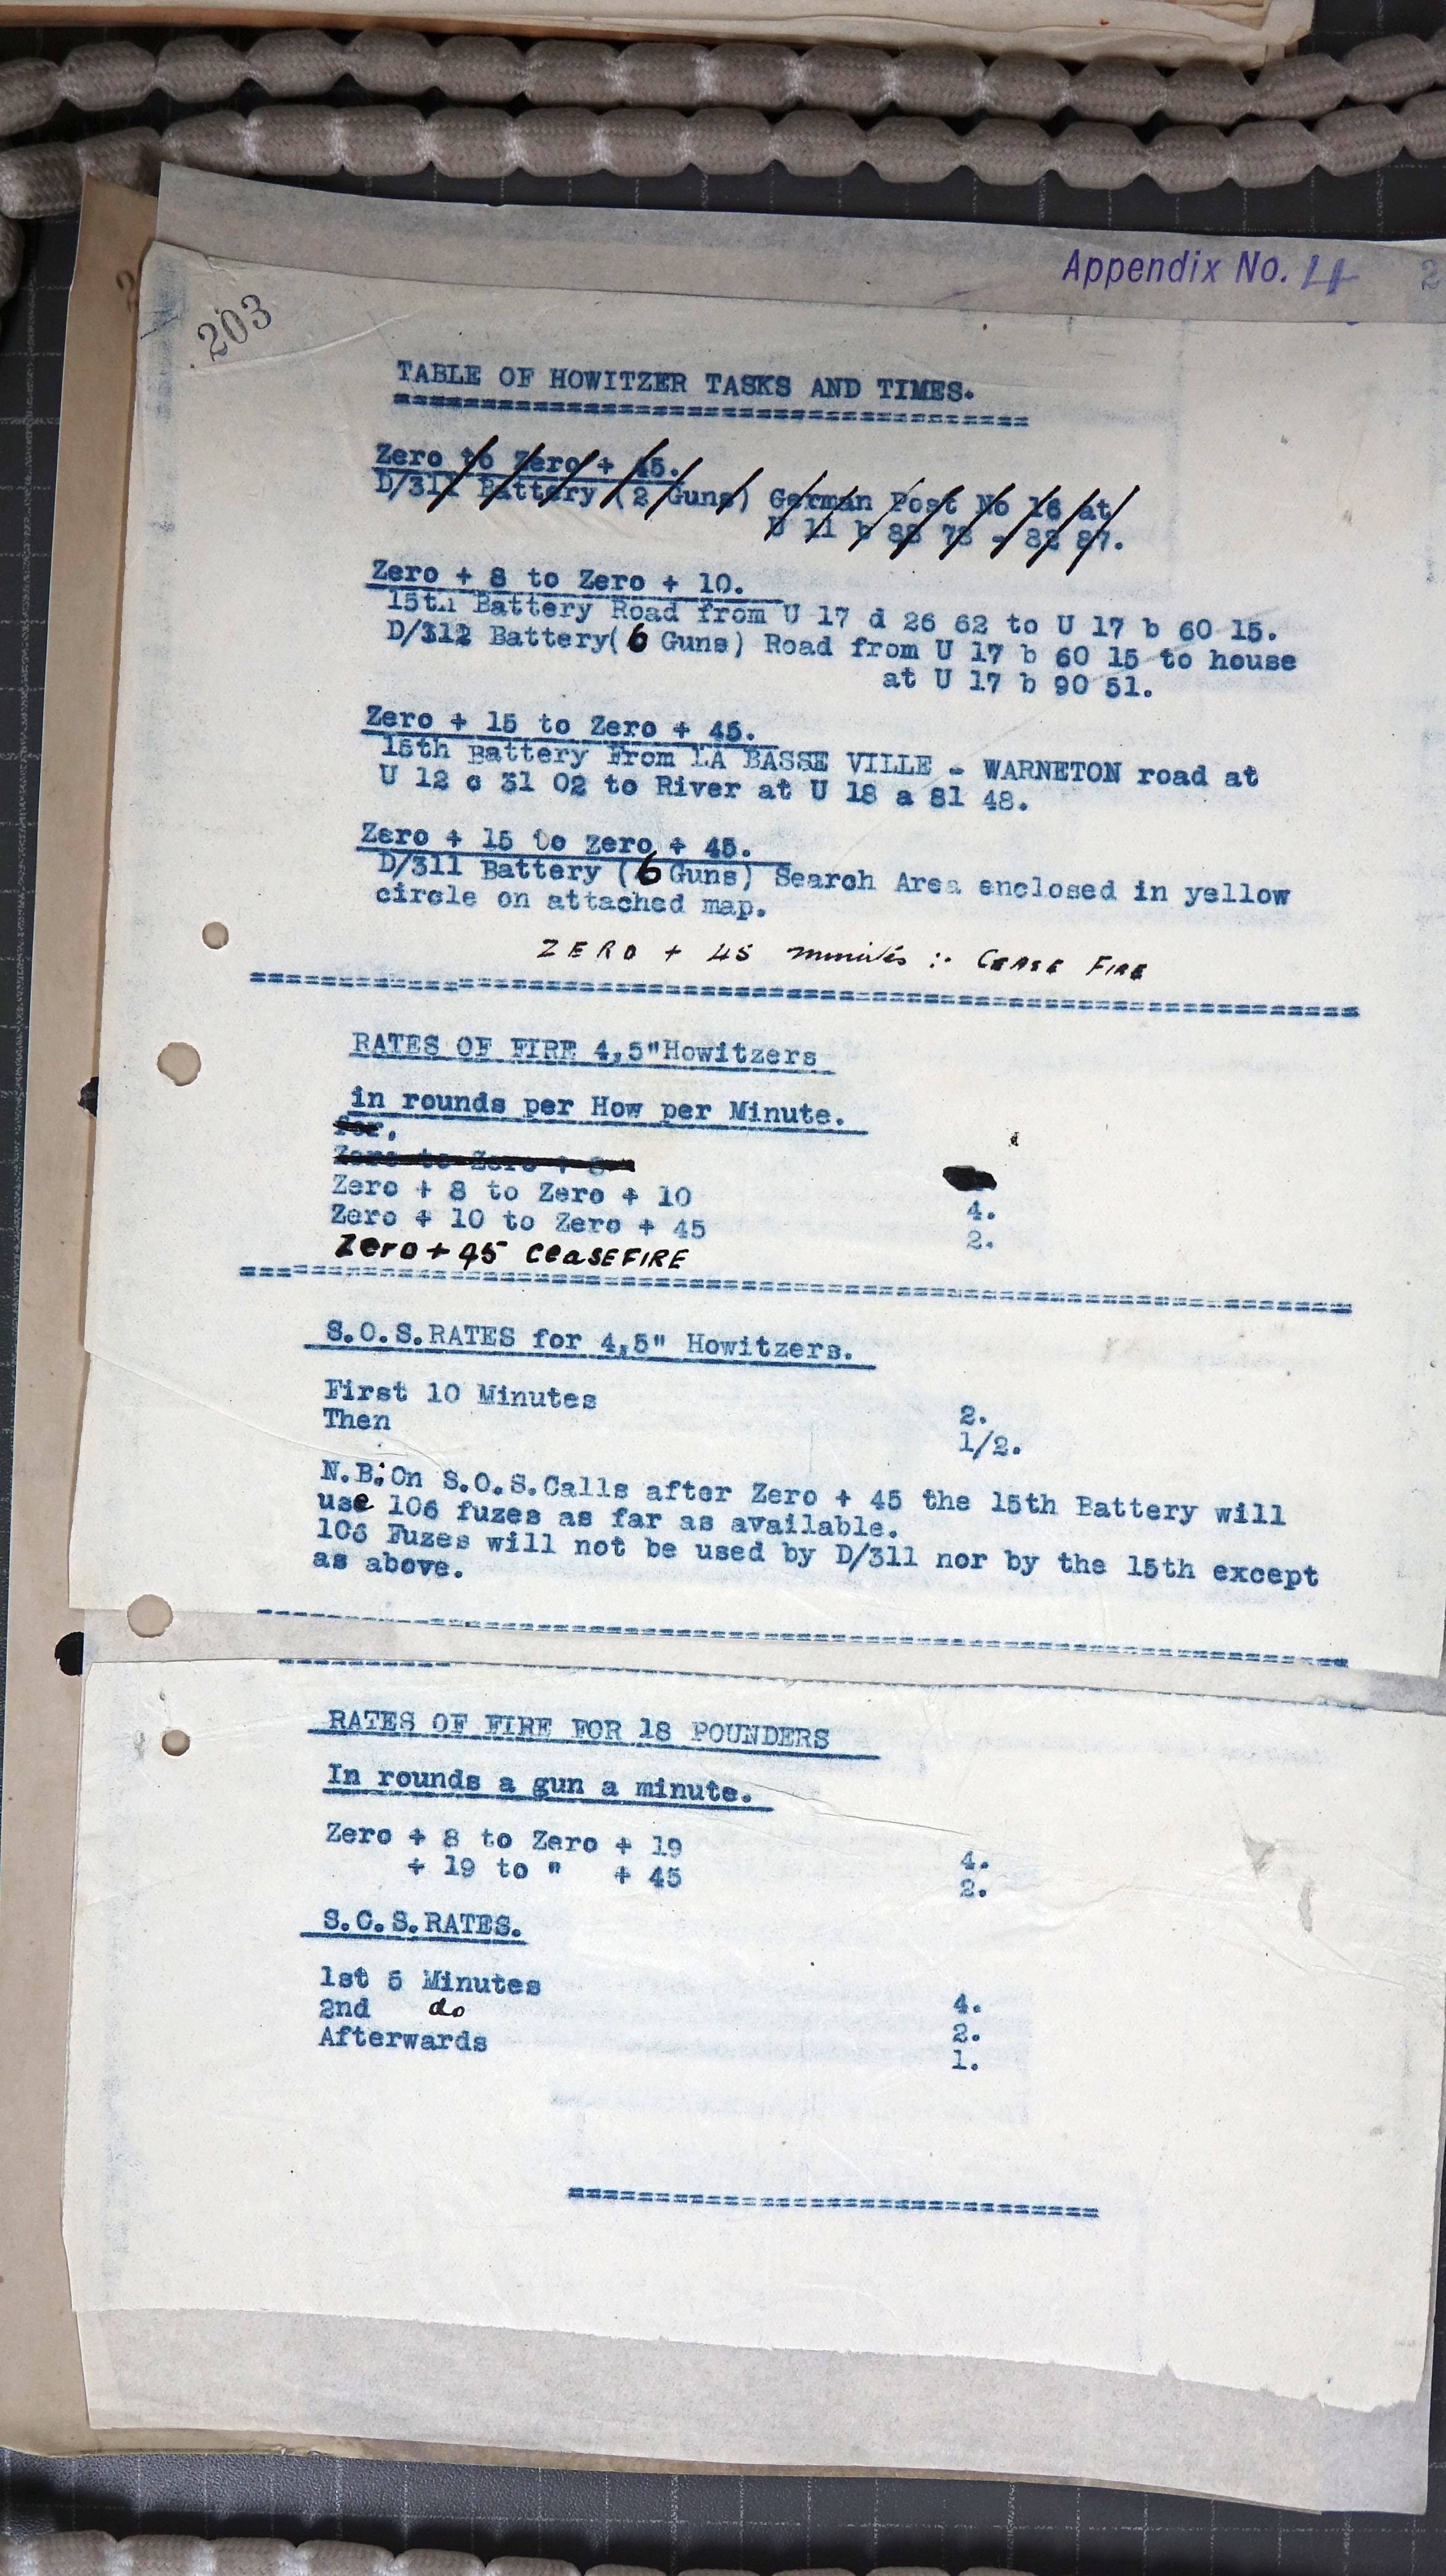 Appendix No. 4
203
TABLE OF HOWITZER TASKS AND TIMES.
Zero to Zero + 45.
D/311 Battery (2 Guns) German Post No 16 at
U 11 b 88 78 - 82 87.
Zero + 8 to Zero + 10.
15th Battery Road from U 17 d 26 62 to U 17 b 60 15.
D/312 Battery(6 Guns) Road from U 17 b 60 15 to house
at U 17 b 90 51.
Zero + 15 to Zero + 45.
15th Battery From LA BASSE VILLE - WARNETON road at
U 12 c 31 02 to River at U 18 a 81 48.
Zero + 15 to Zero + 45.
D/311 Battery (6 Guns) Search Area enclosed in yellow
circle on attached map.
ZERO + 45 minutes :- CEASE FIRE
RATES OF FIRE 4,5"Howitzers
in rounds per How per Minute.
for,
Zero to Zero + 8
Zero + 8 to Zero + 10 4.
Zero + 10 to Zero + 45 2.
Zero + 45 CeaSEFIRE
S.O.S.RATES for 4,5" Howitzers.
First 10 Minutes 2.
Then 1/2.
N.B.On S.O.S.Calls after Zero + 45 the 15th Battery will
use 106 fuzes as far as available.
106 Fuzes will not be used by D/311 nor by the 15th except
as above.
RATES OF FIRE FOR 18 POUNDERS
In rounds a gun a minute.
Zero + 8 to Zero + 19 4.
+ 19 to " + 45 2.
S.O.S.RATES.
1st 5 Minutes 4.
2nd do 2.
Afterwards 1.